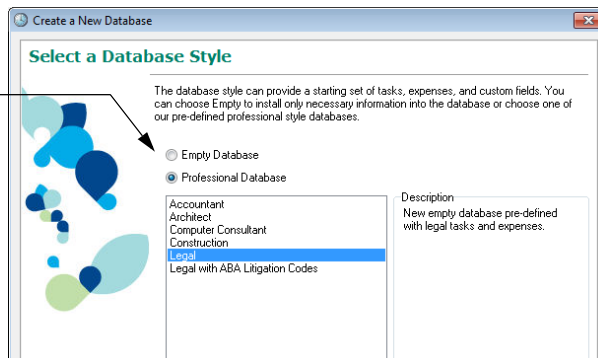 Create a New Database
Select a Database Style
The database style can provide a starting set of tasks, expenses, and custom fields. You
can choose Empty to install only necessary information into the database or choose one of
our pre-defined professional style databases.
Empty Database
Professional Database
Accountant
Architect
Computer Consultant
Construction
Legal
Legal with ABA Litigation Codes
Description
New empty database pre-defined
with legal tasks and expenses.